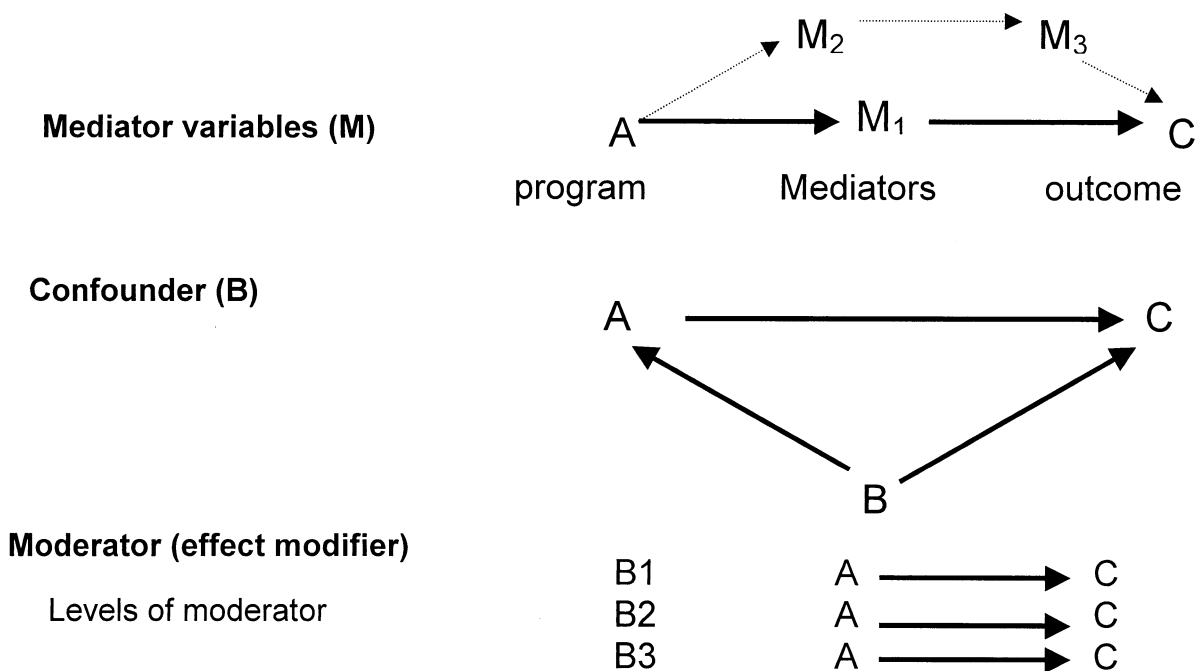 M₂ M₃
Mediator variables (M)
A M₁ C
program Mediators outcome
Confounder (B)
A C
B
Moderator (effect modifier)
B1 A C
Levels of moderator
B2 A C
B3 A C